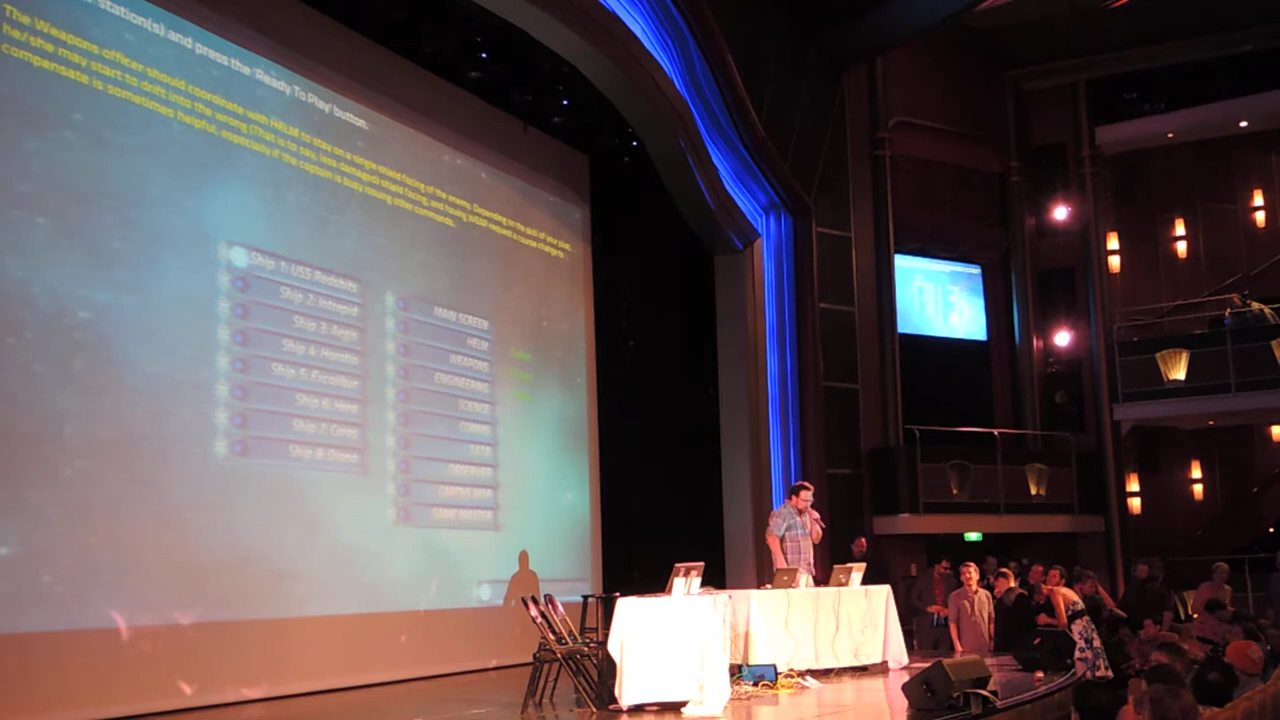 station(s) and press the 'Ready To Play' button.
The Weapons officer should coordinate with HELM to stay on a single shield facing of the enemy. Depending on the skill of your pilot,
he/she may start to drift into the wrong (That is to say, less damaged) shield facing, and having WEAP request a course change to
compensate is sometimes helpful, especially if the captain is busy issuing other commands.
Ship 1: USS Redshits
Ship 2: Intrepid
Ship 3: Aegis
Ship 4: Horatio
Ship 5: Excalibur
Ship 6: Hera
Ship 7: Ceres
Ship 8: Diana
MAIN SCREEN
HELM
WEAPONS
ENGINEERING
SCIENCE
COMMS
DATA
OBSERVER
CAPTAIN'S MAP
GAME MASTER